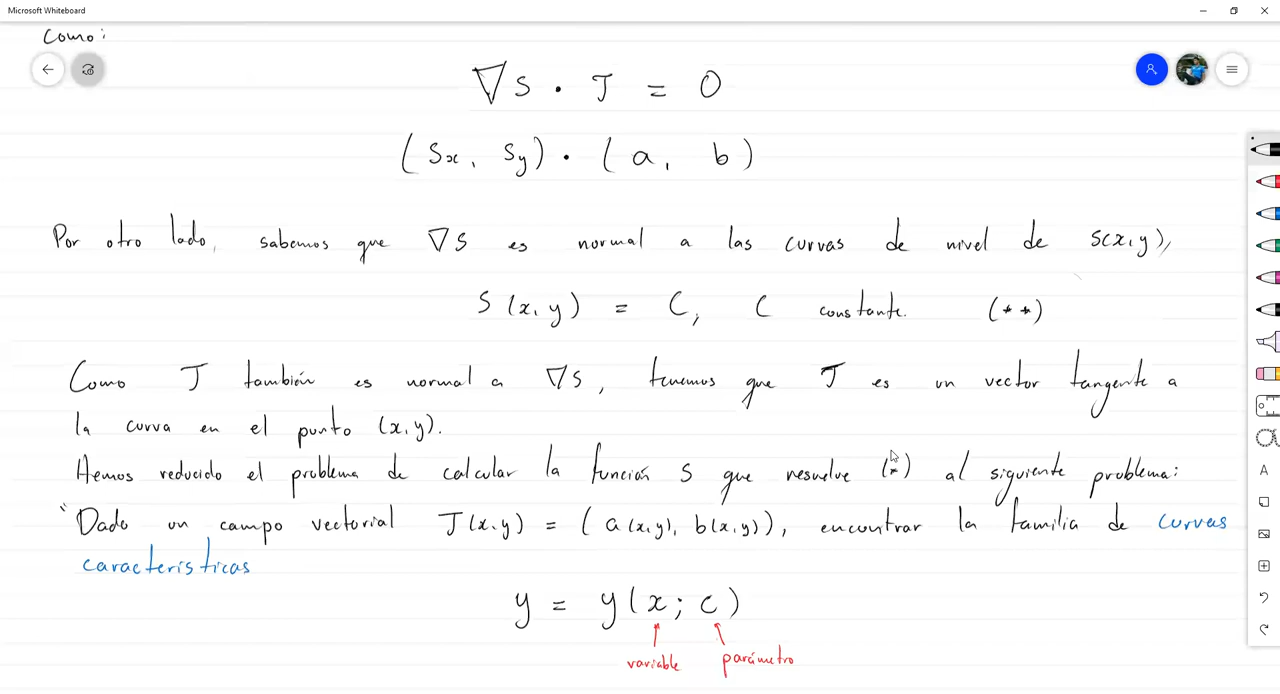 Microsoft Whiteboard
Como:
∇S · J = 0
(Sx, Sy) · (a, b)
Por otro lado, sabemos que ∇S es normal a las curvas de nivel de S(x,y),
S(x,y) = C, C constante. (**)
Como J también es normal a ∇S, tenemos que J es un vector tangente a
la curva en el punto (x,y).
Hemos reducido el problema de calcular la función S que resuelve (*) al siguiente problema:
"Dado un campo vectorial J(x,y) = (a(x,y), b(x,y)), encontrar la familia de curvas
características
y = y(x; c)
variable parámetro